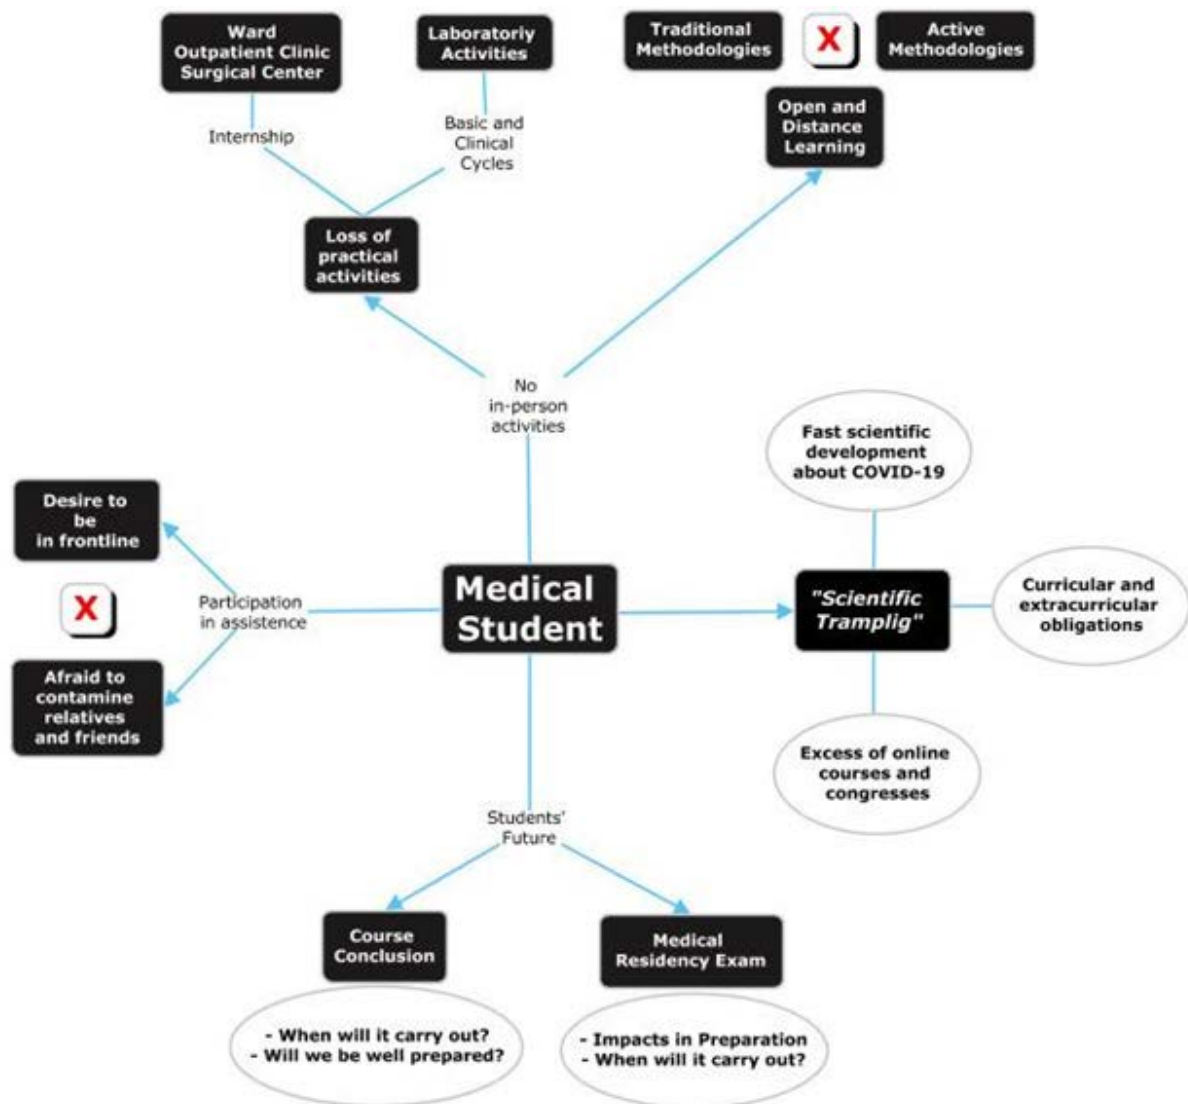 Ward
Outpatient Clinic
Surgical Center
Laboratoriy
Activities
Traditional
Methodologies
X
Active
Methodologies
Internship
Basic and
Clinical
Cycles
Open and
Distance
Learning
Loss of
practical
activities
No
in-person
activities
Fast scientific
development
about COVID-19
Desire to
be
in frontline
X
Participation
in assistence
Afraid to
contamine
relatives
and friends
Medical
Student
"Scientific
Tramplig"
Curricular and
extracurricular
obligations
Excess of online
courses and
congresses
Students'
Future
Course
Conclusion
- When will it carry out?
- Will we be well prepared?
Medical
Residency Exam
- Impacts in Preparation
- When will it carry out?